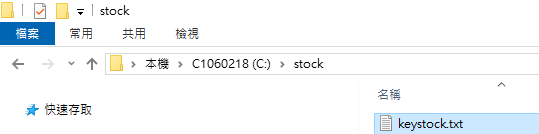 stock
檔案 常用 共用 檢視
本機 > C1060218 (C:) > stock
名稱
快速存取
keystock.txt